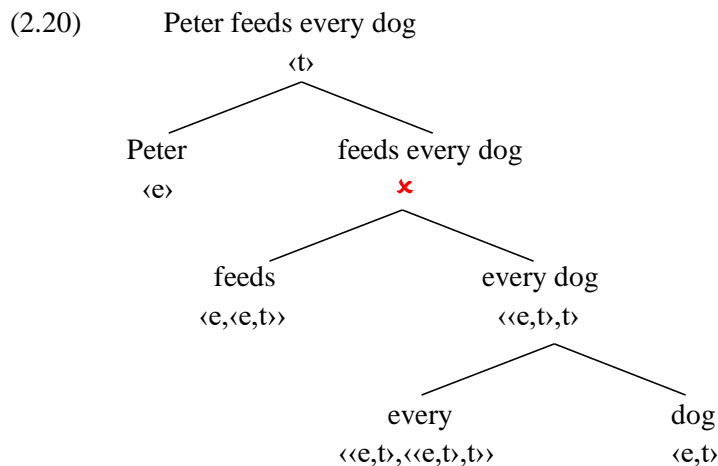 (2.20) Peter feeds every dog
‹t›
Peter feeds every dog
‹e› ×
feeds every dog
‹e,‹e,t›› ‹‹e,t›,t›
every dog
‹‹e,t›,‹‹e,t›,t›› ‹e,t›